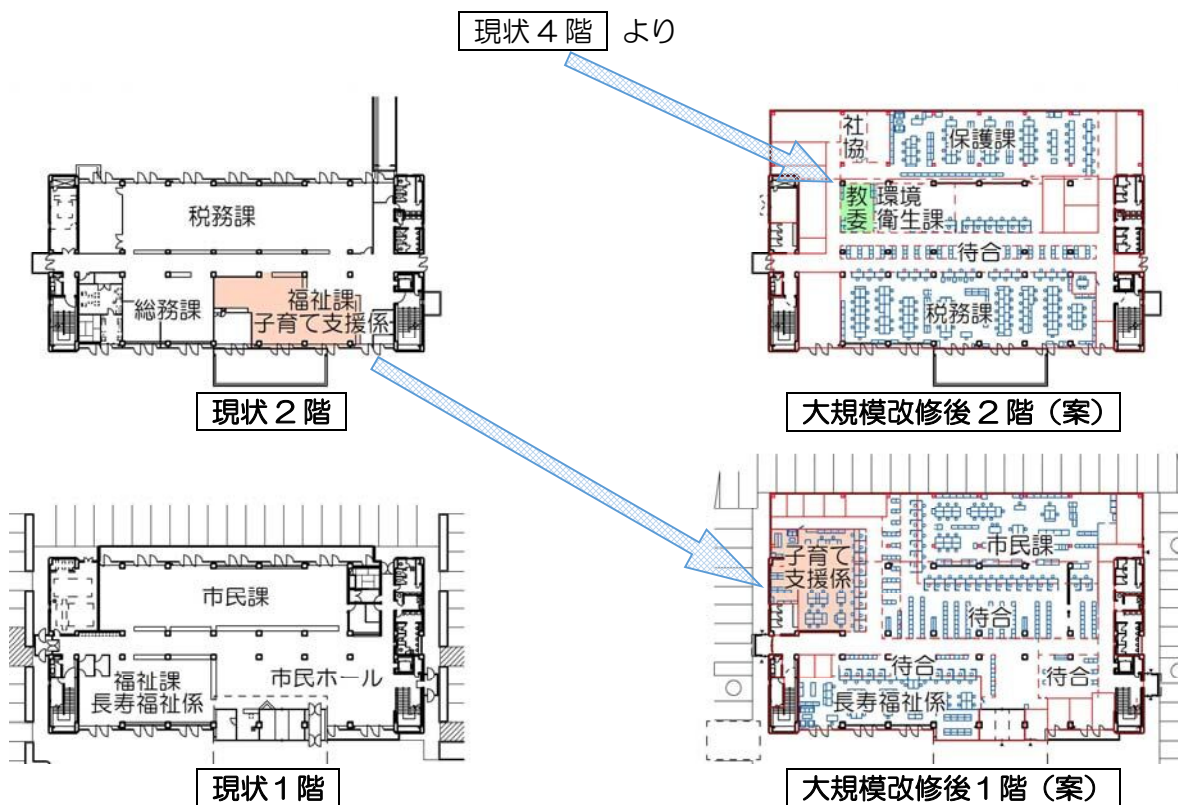 現状4階 より
税務課
総務課
福祉課
子育て支援係
現状2階
社協
保護課
教委
環境
衛生課
待合
税務課
大規模改修後2階（案）
市民課
福祉課
長寿福祉係
市民ホール
現状1階
子育て
支援係
市民課
待合
待合
待合
長寿福祉係
大規模改修後1階（案）